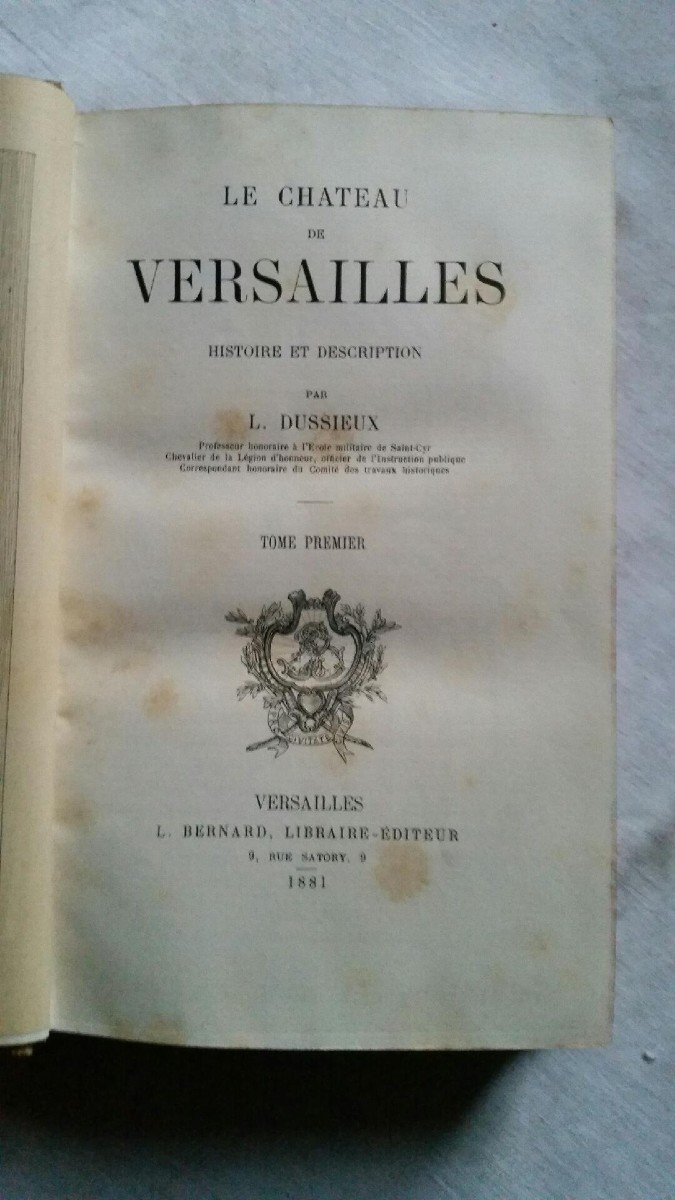 LE CHATEAU
DE
VERSAILLES
HISTOIRE ET DESCRIPTION
PAR
L. DUSSIEUX
Professeur honoraire à l'École militaire de Saint-Cyr
Chevalier de la Légion d'honneur, officier de l'Instruction publique
Correspondant honoraire du Comité des travaux historiques
TOME PREMIER
VERSAILLES
L. BERNARD, LIBRAIRE-ÉDITEUR
9, RUE SATORY, 9
1881